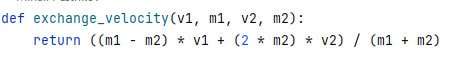 def exchange_velocity(v1, m1, v2, m2):
    return ((m1 - m2) * v1 + (2 * m2) * v2) / (m1 + m2)